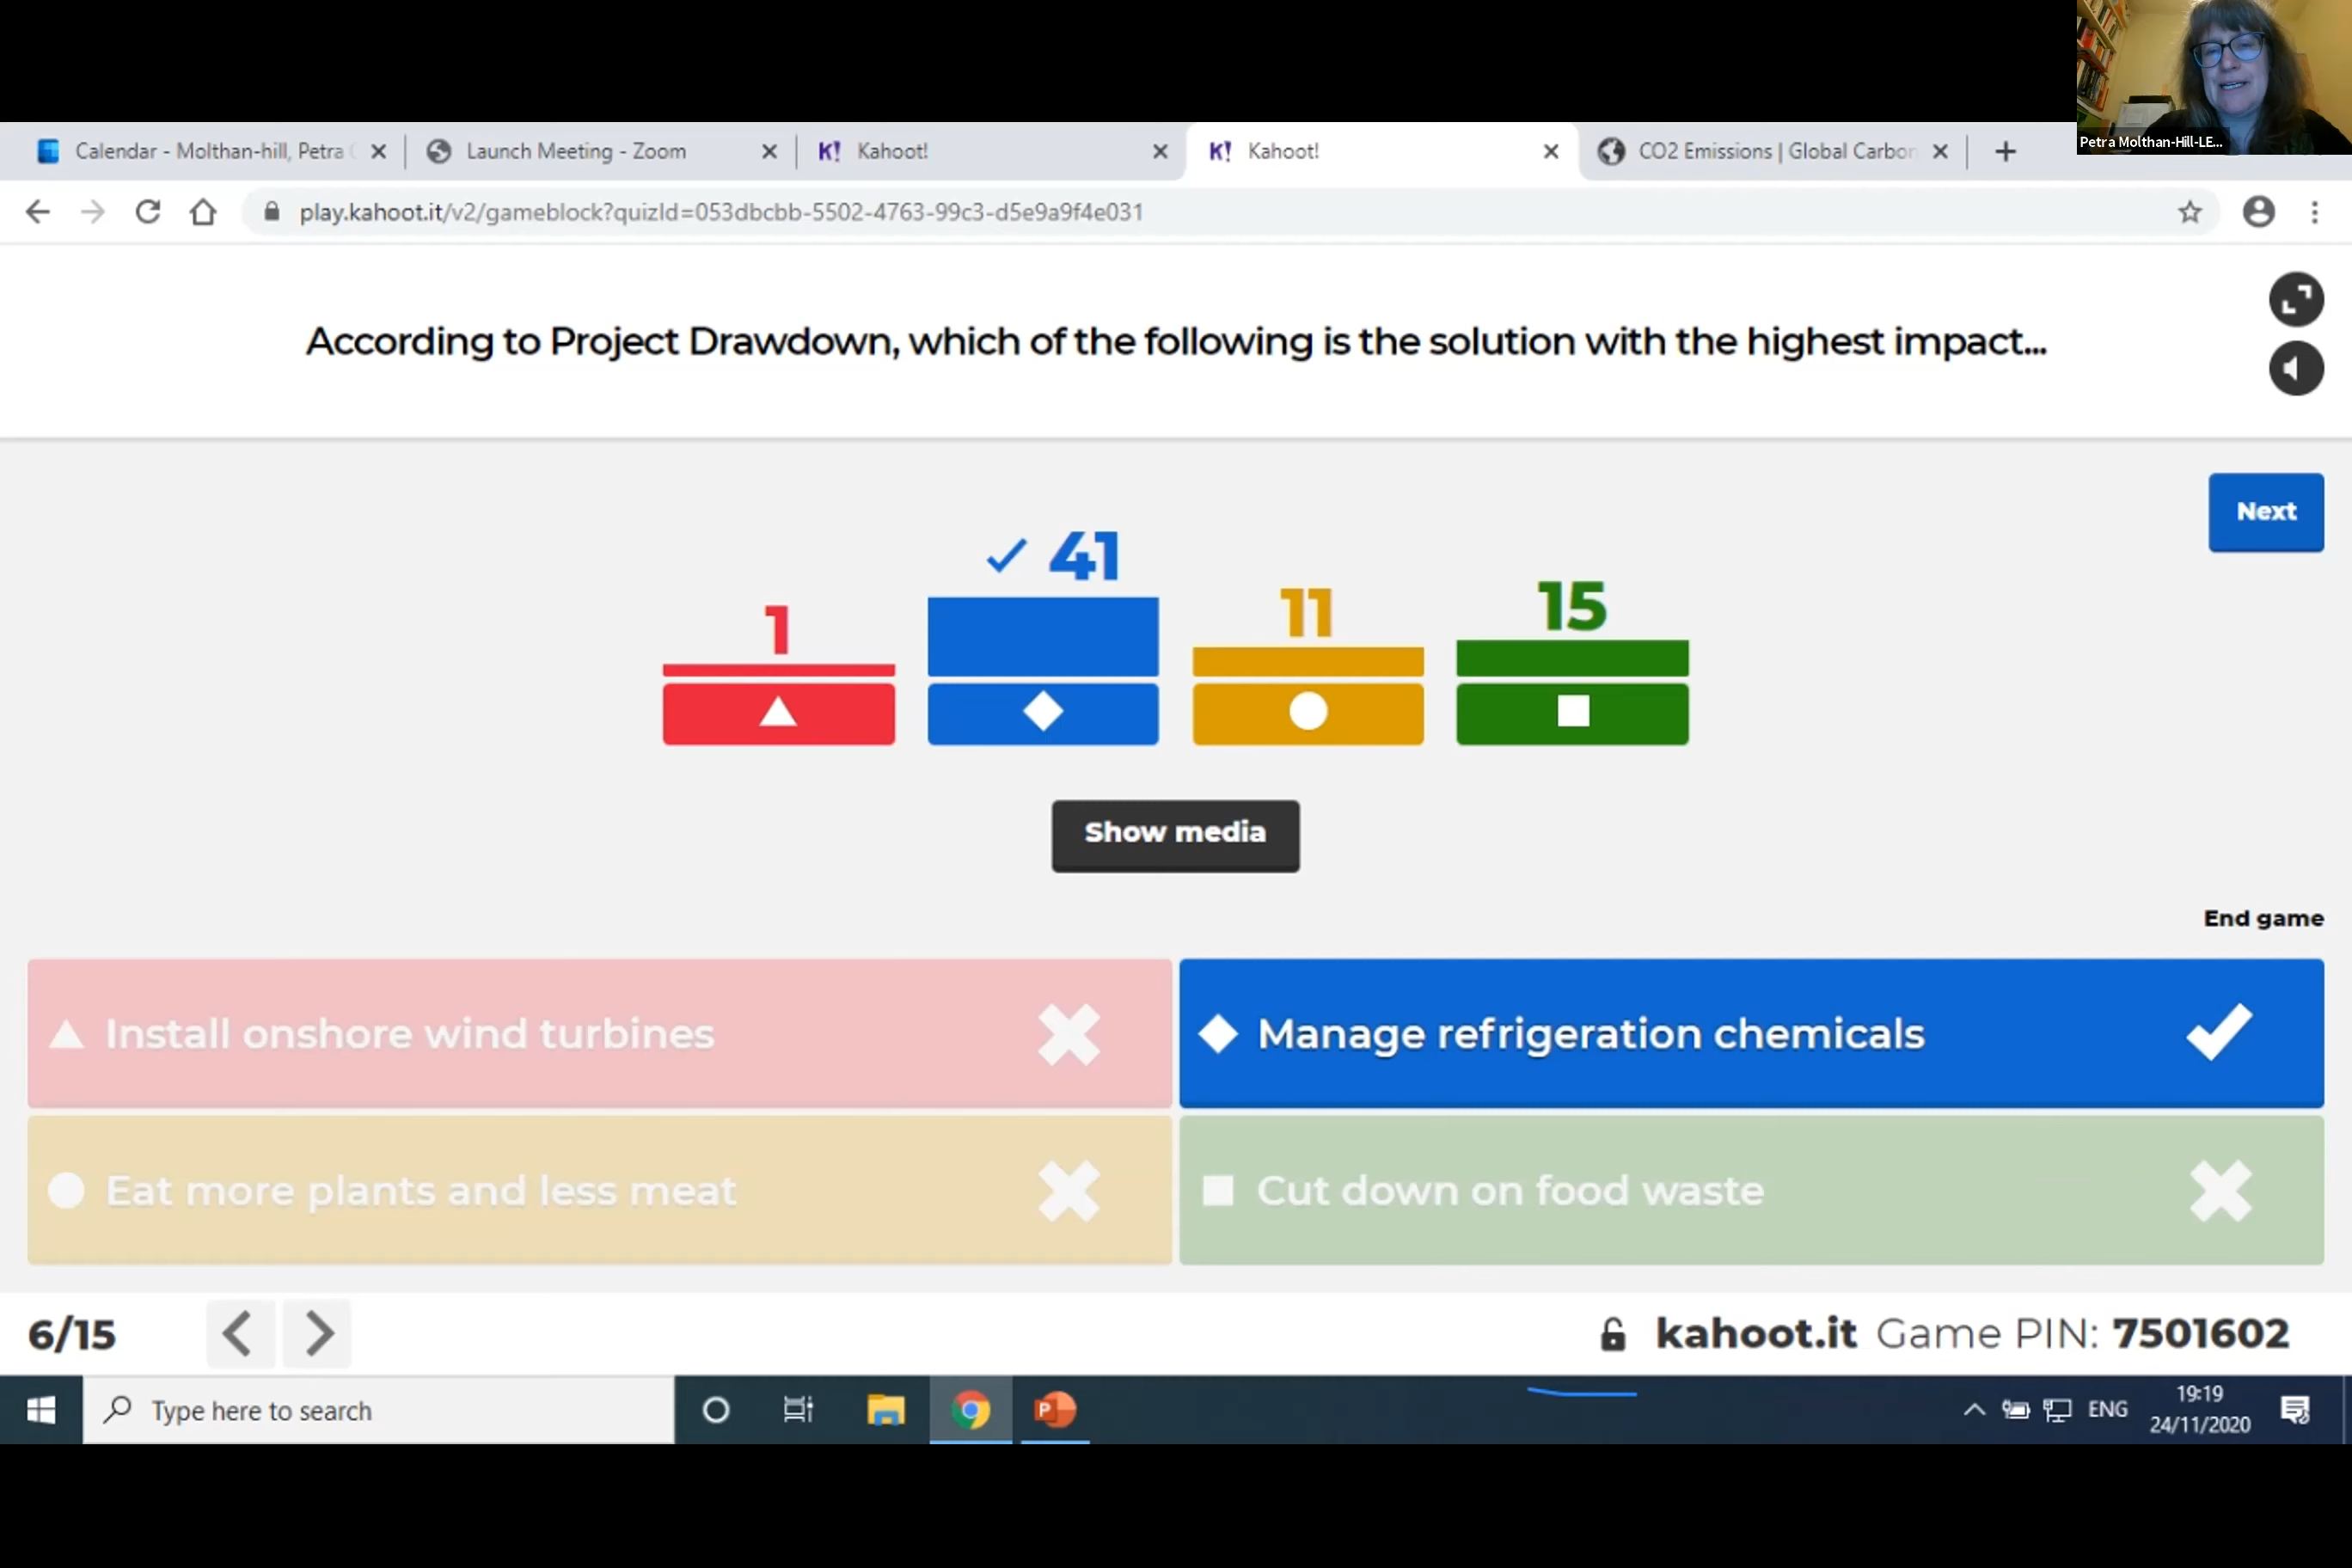 Petra Molthan-Hill-LE...
Calendar - Molthan-hill, Petra
Launch Meeting - Zoom
K! Kahoot!
K! Kahoot!
CO2 Emissions | Global Carbon
play.kahoot.it/v2/gameblock?quizId=053dbcbb-5502-4763-99c3-d5e9a9f4e031
According to Project Drawdown, which of the following is the solution with the highest impact...
Next
1
41
11
15
Show media
End game
Install onshore wind turbines
Manage refrigeration chemicals
Eat more plants and less meat
Cut down on food waste
6/15
kahoot.it Game PIN: 7501602
Type here to search
P
ENG
19:19
24/11/2020